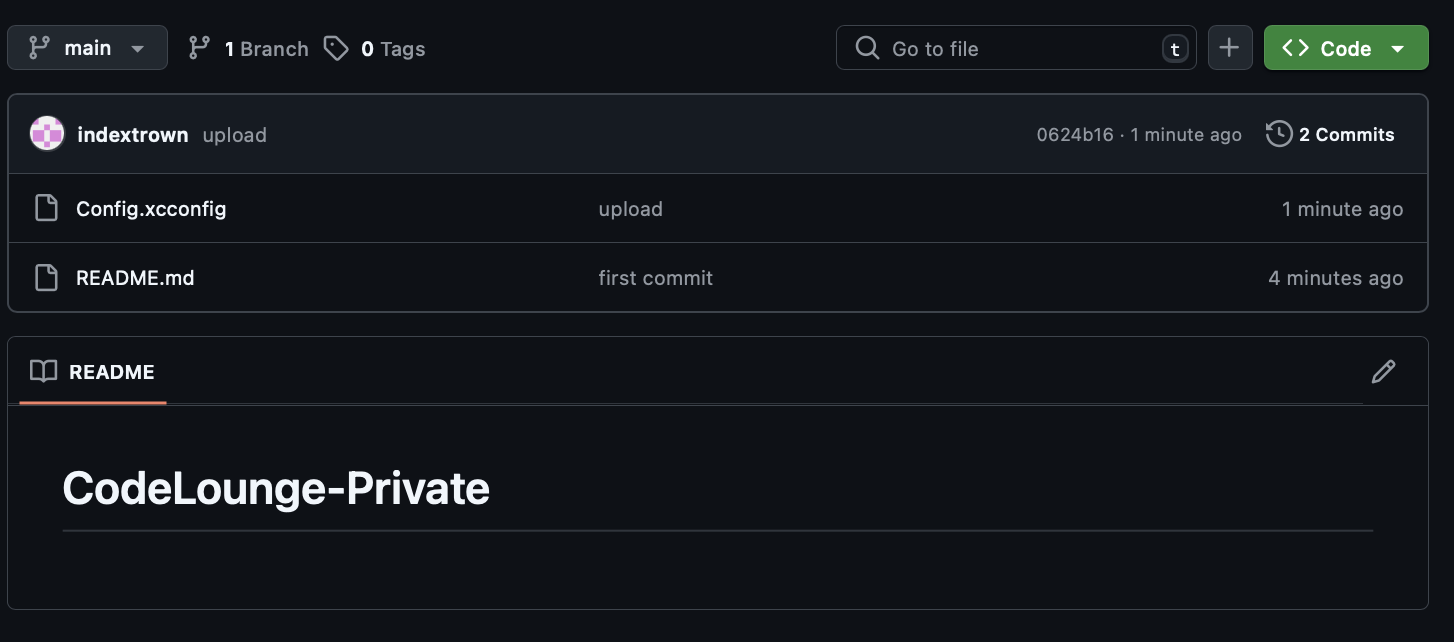 main 1 Branch 0 Tags Go to file t + Code
indextrown upload 0624b16 · 1 minute ago 2 Commits
Config.xcconfig upload 1 minute ago
README.md first commit 4 minutes ago
README
CodeLounge-Private